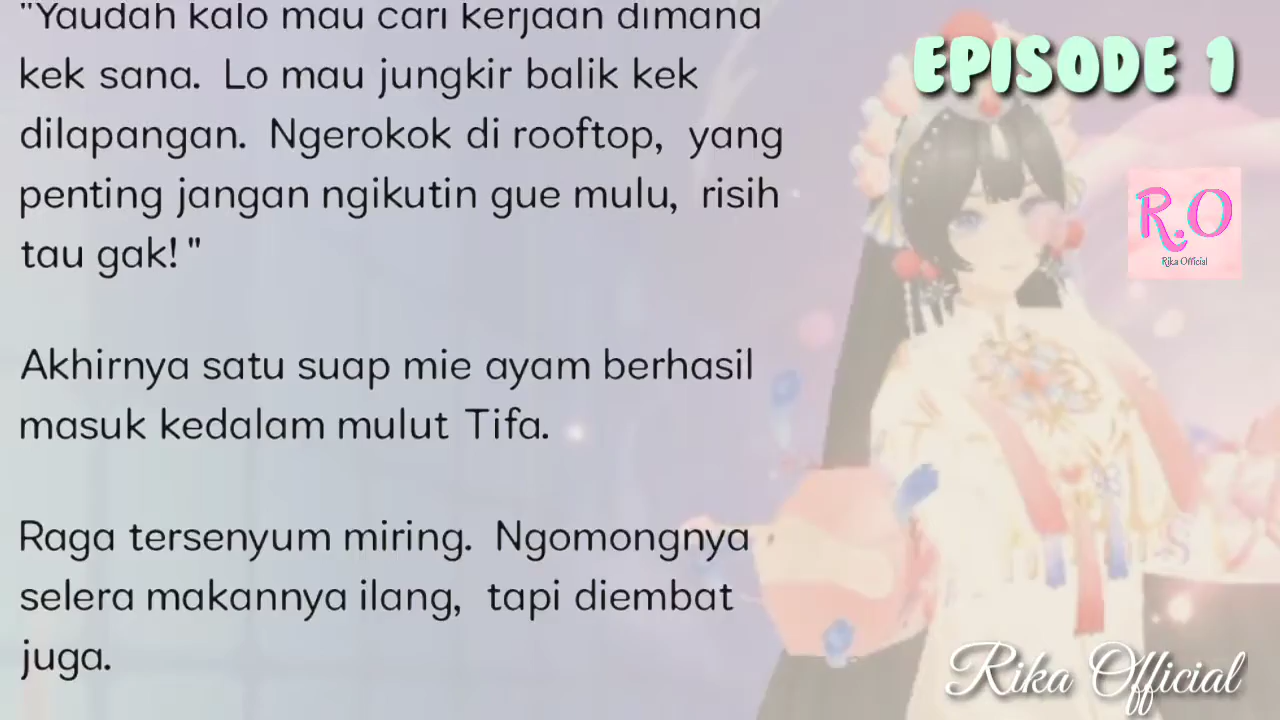 "Yaudah kalo mau cari kerjaan dimana
kek sana. Lo mau jungkir balik kek
dilapangan. Ngerokok di rooftop, yang
penting jangan ngikutin gue mulu, risih
tau gak! "
Akhirnya satu suap mie ayam berhasil
masuk kedalam mulut Tifa.
Raga tersenyum miring. Ngomongnya
selera makannya ilang, tapi diembat
juga.
EPISODE 1
R.O
Rika Official
Rika Official